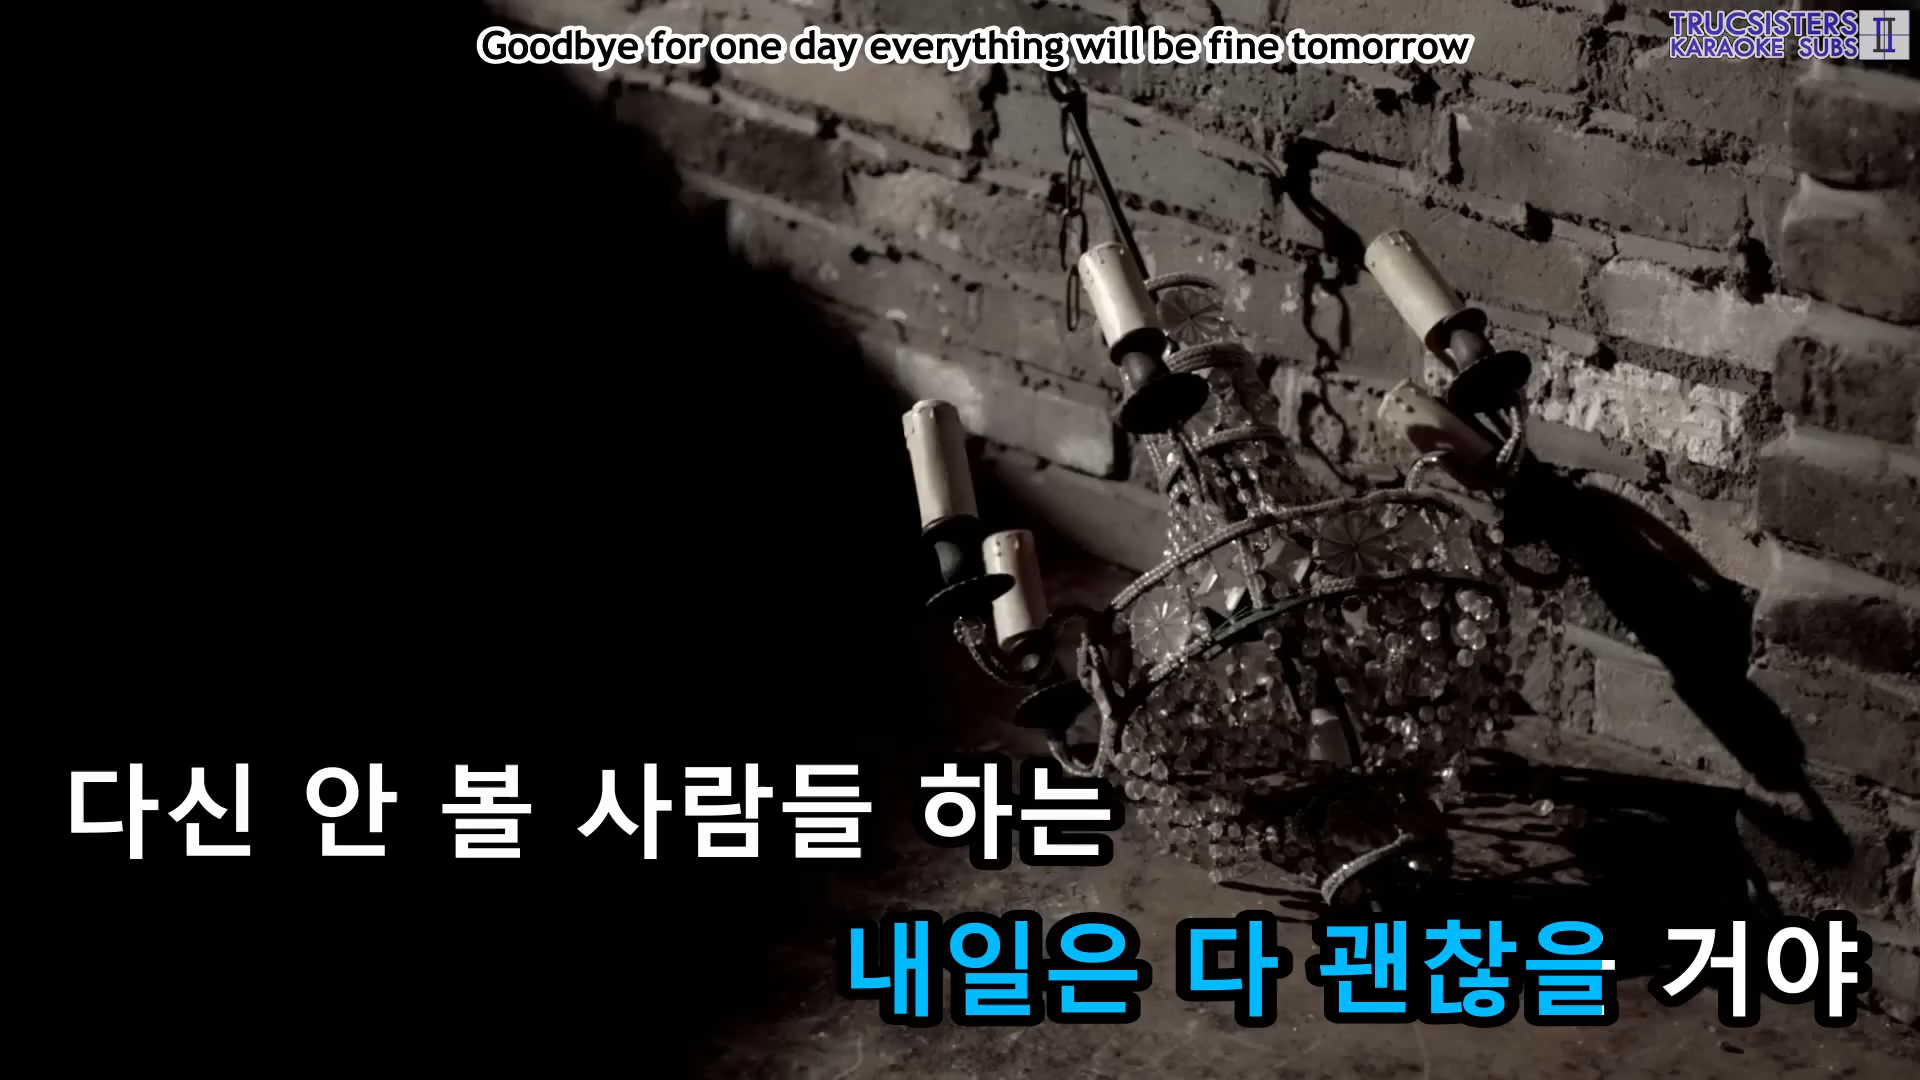 Goodbye for one day everything will be fine tomorrow
TRUCSISTERS
KARAOKE SUBS II
다신 안 볼 사람들 하는
내일은 다 괜찮을 거야